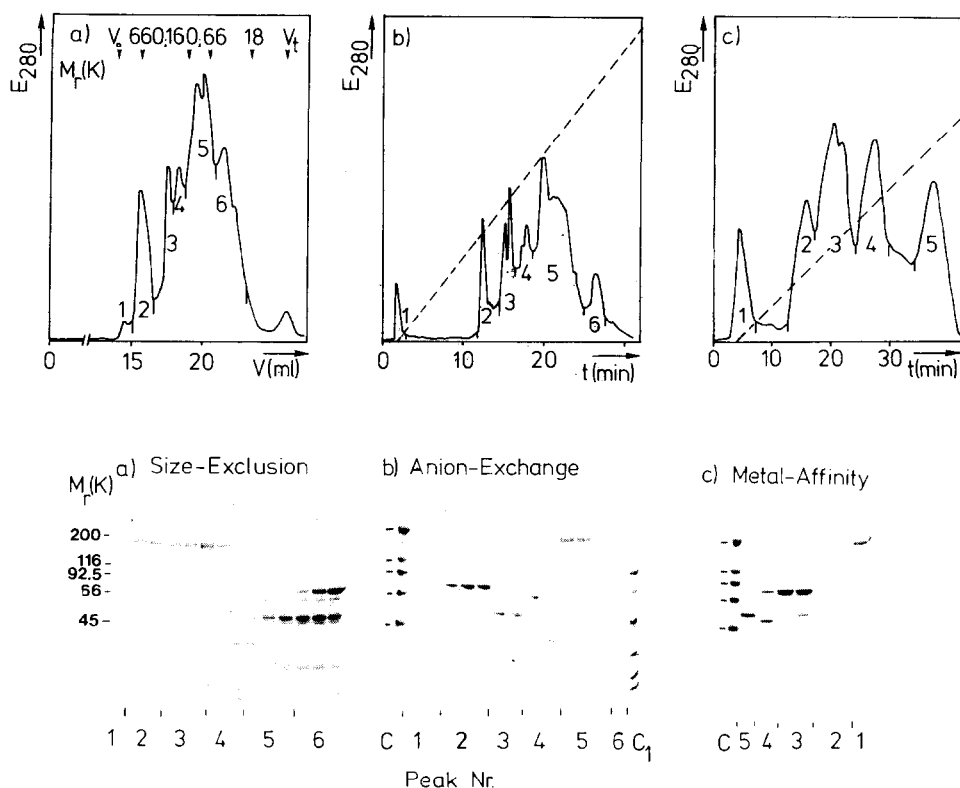 a) V₀ 660 160 66 18 Vₜ
Mᵣ(K)
E₂₈₀
1 2 3 4 5 6
0 15 20
V(ml)
b)
E₂₈₀
1 2 3 4 5 6
0 10 20
t(min)
c)
E₂₈₀
1 2 3 4 5
0 10 20 30
t(min)
a) Size-Exclusion
Mᵣ(K)
200
116
92.5
66
45
1 2 3 4 5 6
b) Anion-Exchange
C 1 2 3 4 5 6 C₁
c) Metal-Affinity
C 5 4 3 2 1
Peak Nr.